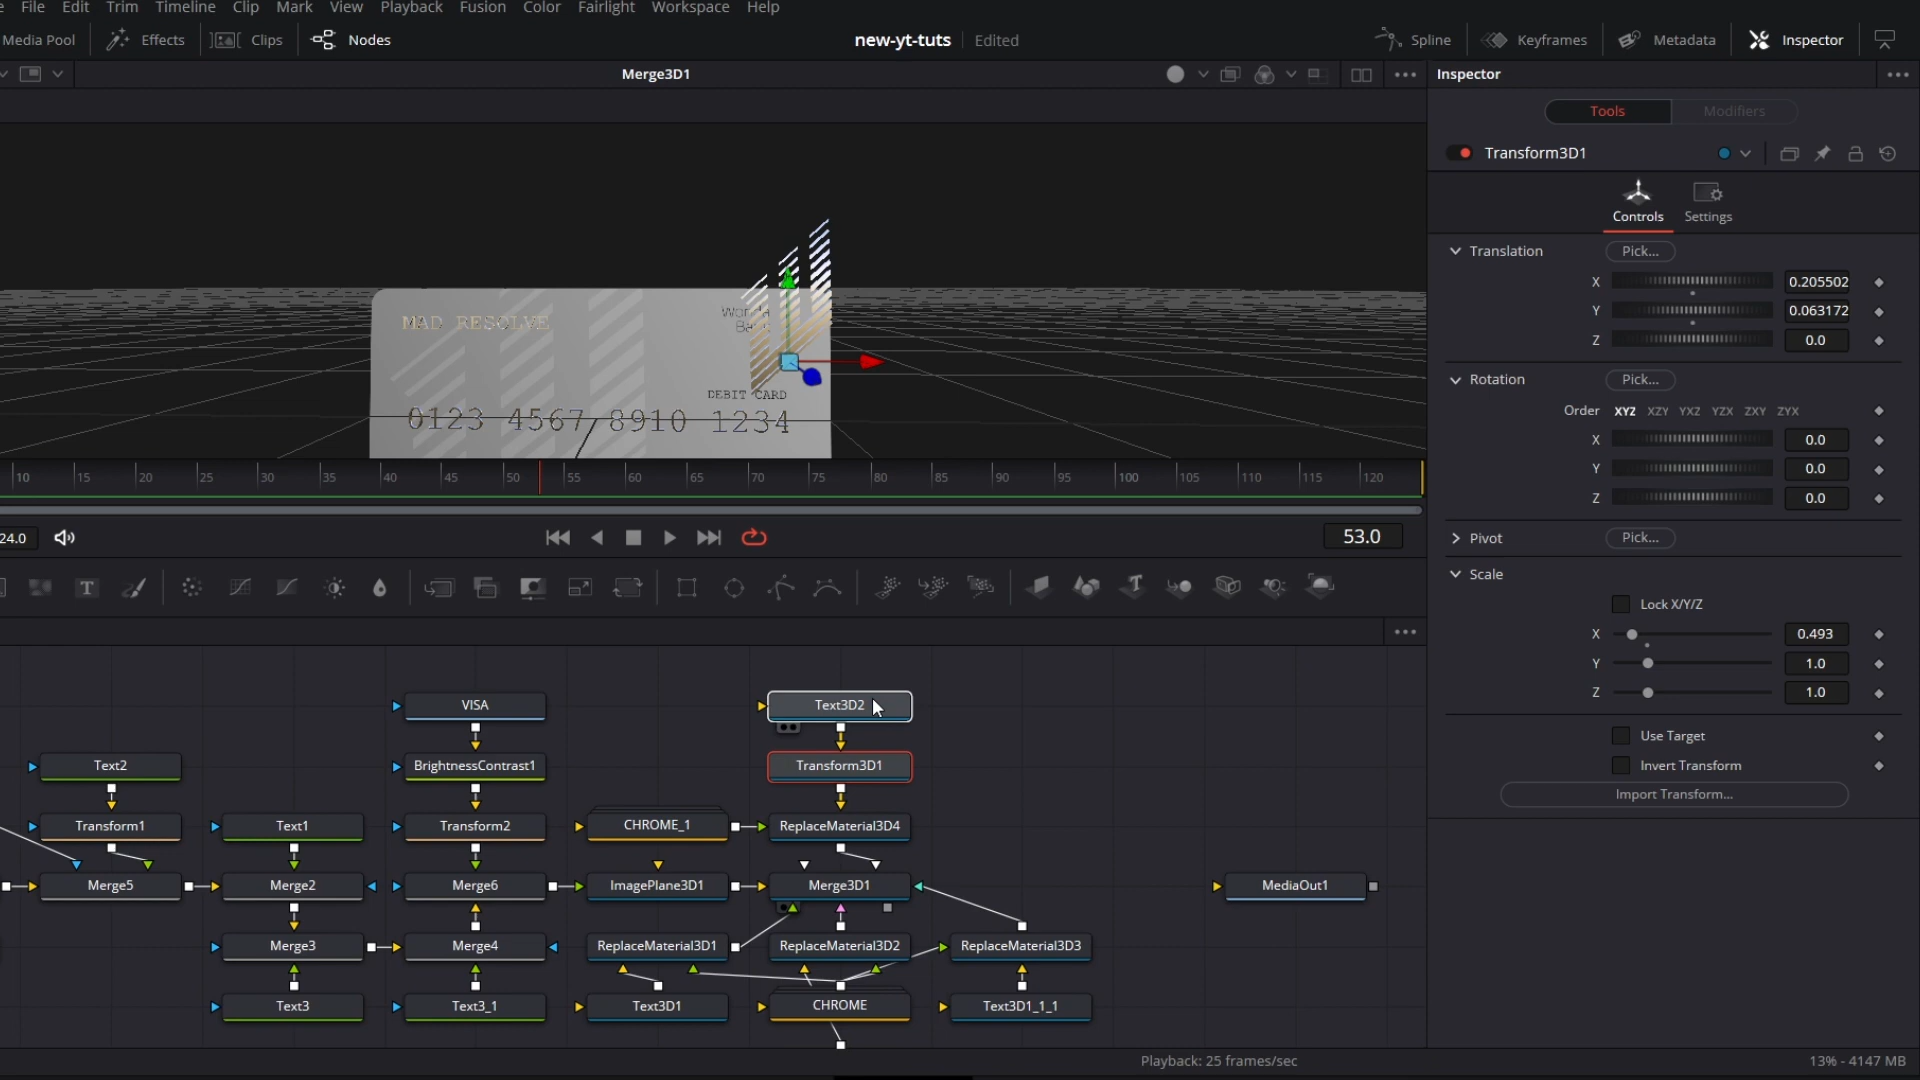 File Edit Trim Timeline Clip Mark View Playback Fusion Color Fairlight Workspace Help
Media Pool Effects Clips Nodes new-yt-tuts Edited Spline Keyframes Metadata Inspector
Merge3D1 Inspector
Tools Modifiers
Transform3D1
Controls Settings
Translation Pick...
X 0.205502
Y 0.063172
Z 0.0
Rotation Pick...
Order XYZ XZY YXZ YZX ZXY ZYX
X 0.0
Y 0.0
Z 0.0
Pivot Pick...
Scale
Lock X/Y/Z
X 0.493
Y 1.0
Z 1.0
Use Target
Invert Transform
Import Transform...
MAD RESOLVE
DEBIT CARD
0123 4567 8910 1234
10 15 20 25 30 35 40 45 50 55 60 65 70 75 80 85 90 95 100 105 110 115 120
24.0 53.0
T T
VISA Text3D2
Text2 BrightnessContrast1 Transform3D1
Transform1 Text1 Transform2 CHROME_1 ReplaceMaterial3D4
Merge5 Merge2 Merge6 ImagePlane3D1 Merge3D1 MediaOut1
Merge3 Merge4 ReplaceMaterial3D1 ReplaceMaterial3D2 ReplaceMaterial3D3
Text3 Text3_1 Text3D1 CHROME Text3D1_1_1
Playback: 25 frames/sec 13% - 4147 MB